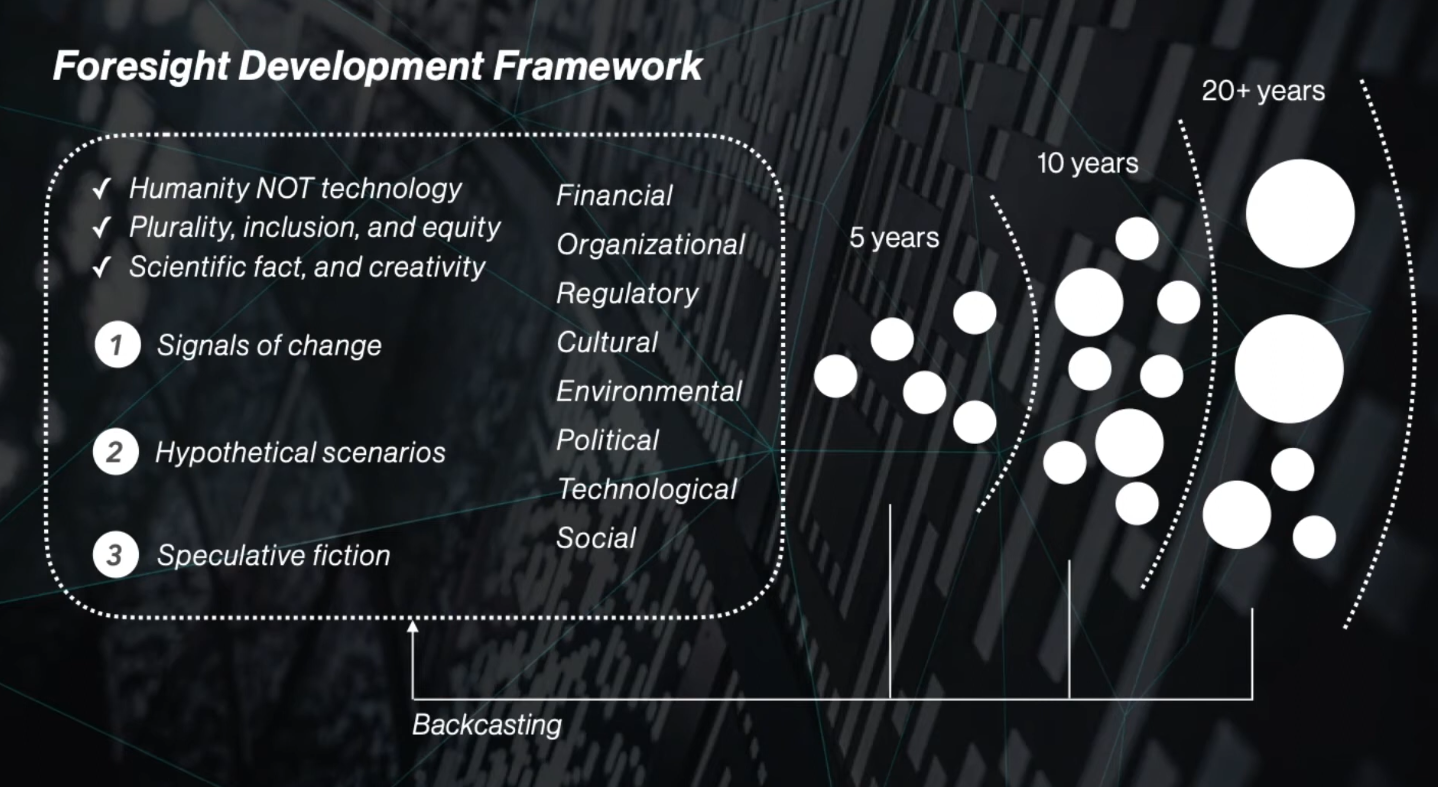 Foresight Development Framework
✓ Humanity NOT technology
✓ Plurality, inclusion, and equity
✓ Scientific fact, and creativity
1 Signals of change
2 Hypothetical scenarios
3 Speculative fiction
Financial
Organizational
Regulatory
Cultural
Environmental
Political
Technological
Social
5 years
10 years
20+ years
Backcasting